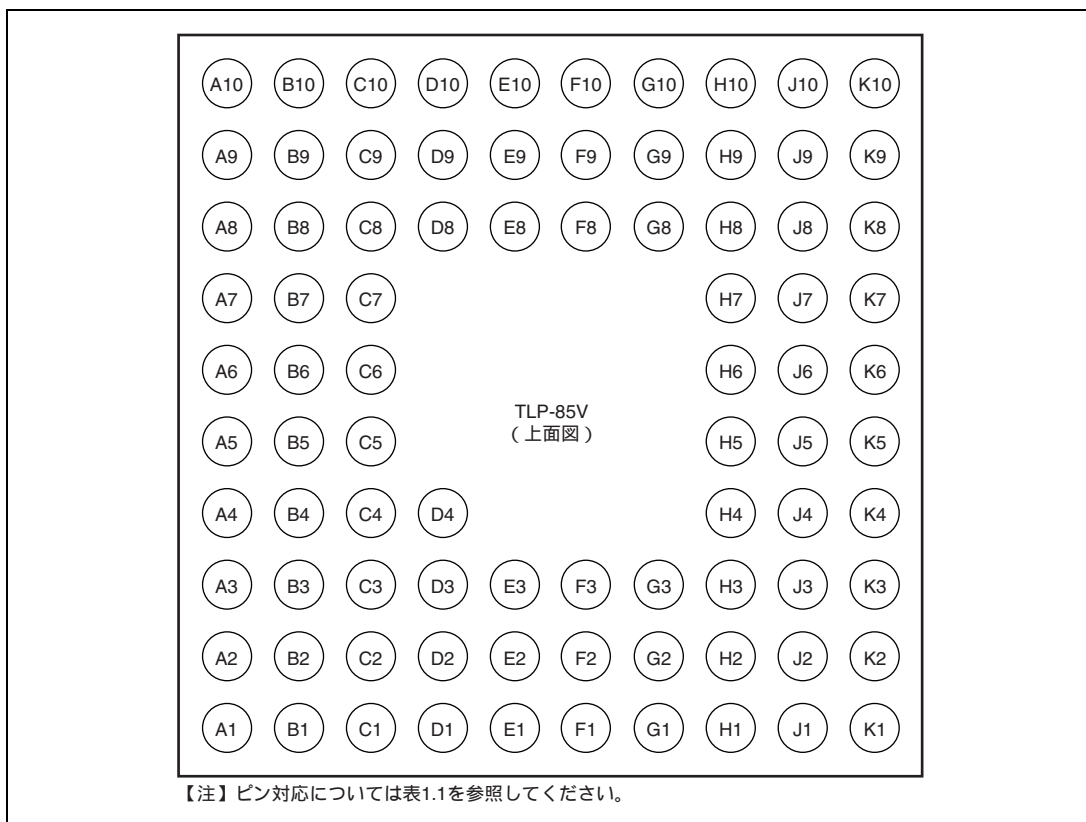 A10 B10 C10 D10 E10 F10 G10 H10 J10 K10
A9 B9 C9 D9 E9 F9 G9 H9 J9 K9
A8 B8 C8 D8 E8 F8 G8 H8 J8 K8
A7 B7 C7 H7 J7 K7
A6 B6 C6 H6 J6 K6
TLP-85V
(上面図)
A5 B5 C5 H5 J5 K5
A4 B4 C4 D4 H4 J4 K4
A3 B3 C3 D3 E3 F3 G3 H3 J3 K3
A2 B2 C2 D2 E2 F2 G2 H2 J2 K2
A1 B1 C1 D1 E1 F1 G1 H1 J1 K1
【注】ピン対応については表1.1を参照してください。